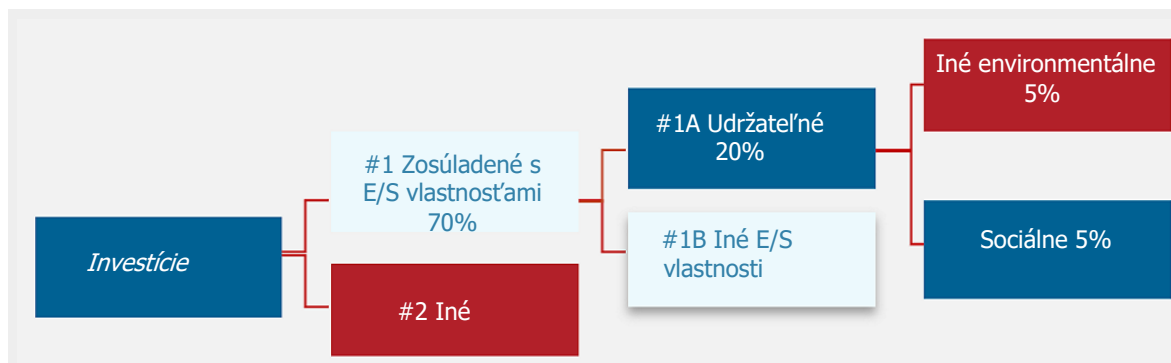 Investície
#1 Zosúladené s
E/S vlastnosťami
70%
#2 Iné
#1A Udržateľné
20%
#1B Iné E/S
vlastnosti
Iné environmentálne
5%
Sociálne 5%